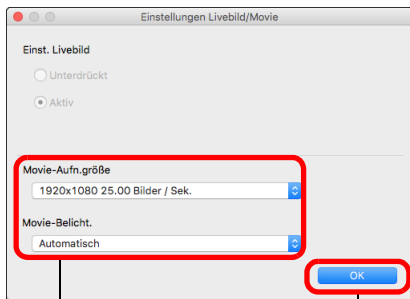 Einstellungen Livebild/Movie
Einst. Livebild
Unterdrückt
Aktiv
Movie-Aufn.größe
1920x1080 25.00 Bilder / Sek.
Movie-Belicht.
Automatisch
OK